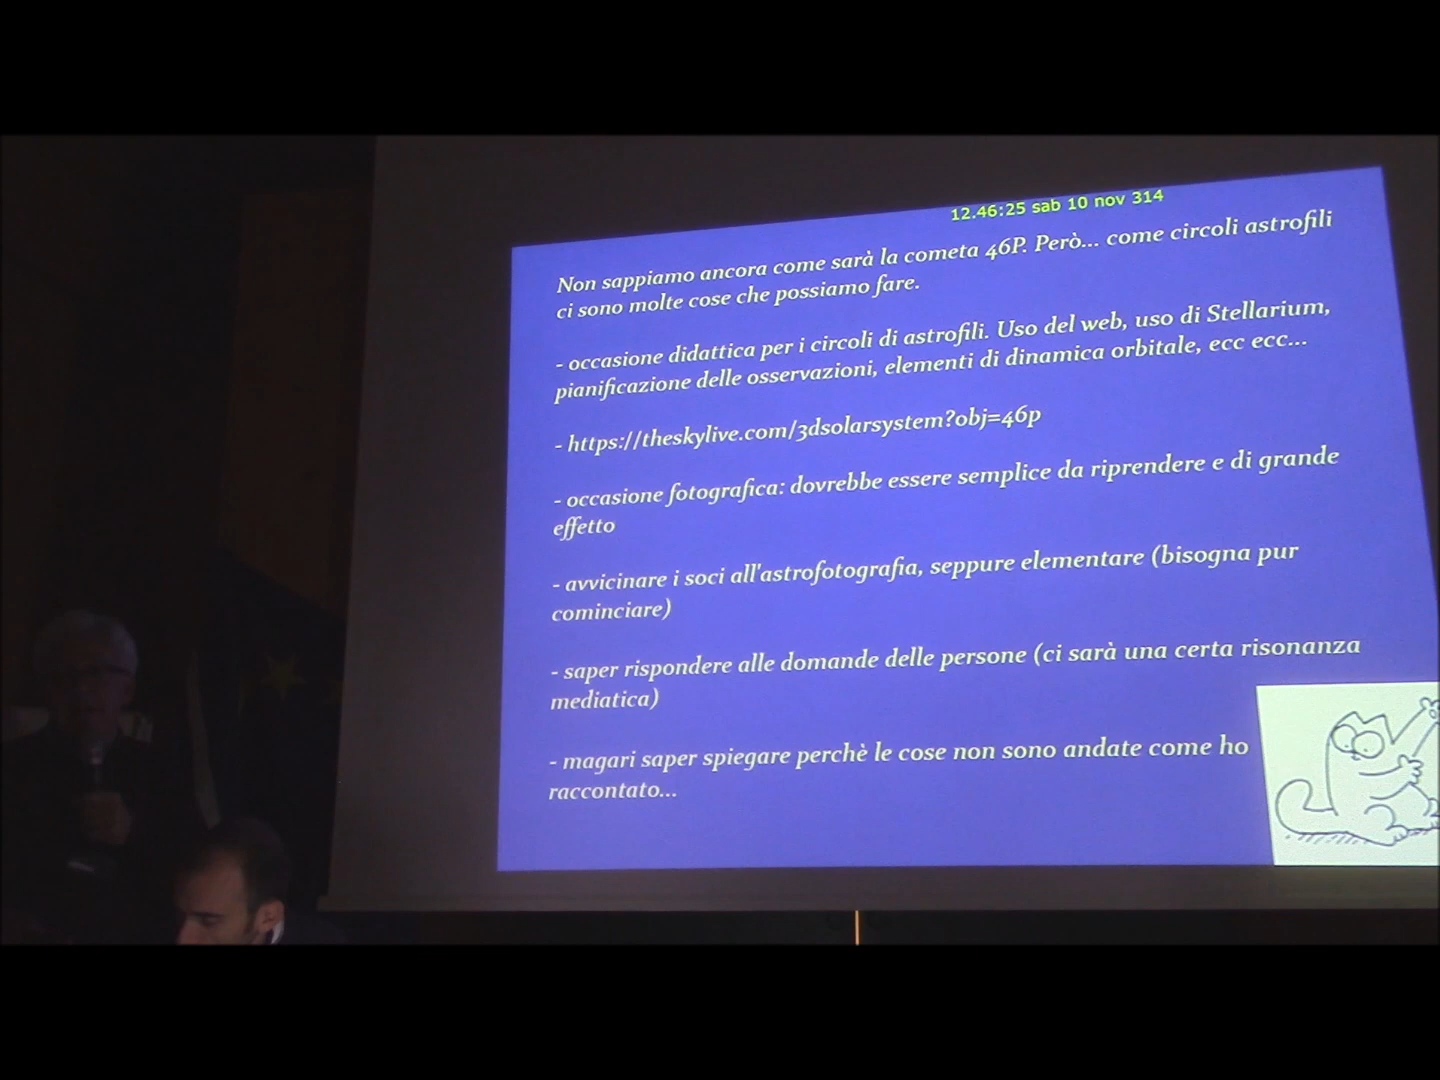 12.46:25 sab 10 nov 314
Non sappiamo ancora come sarà la cometa 46P. Però... come circoli astrofili
ci sono molte cose che possiamo fare.
- occasione didattica per i circoli di astrofili. Uso del web, uso di Stellarium,
pianificazione delle osservazioni, elementi di dinamica orbitale, ecc ecc...
- https://theskylive.com/3dsolarsystem?obj=46p
- occasione fotografica: dovrebbe essere semplice da riprendere e di grande
effetto
- avvicinare i soci all'astrofotografia, seppure elementare (bisogna pur
cominciare)
- saper rispondere alle domande delle persone (ci sarà una certa risonanza
mediatica)
- magari saper spiegare perchè le cose non sono andate come ho
raccontato...